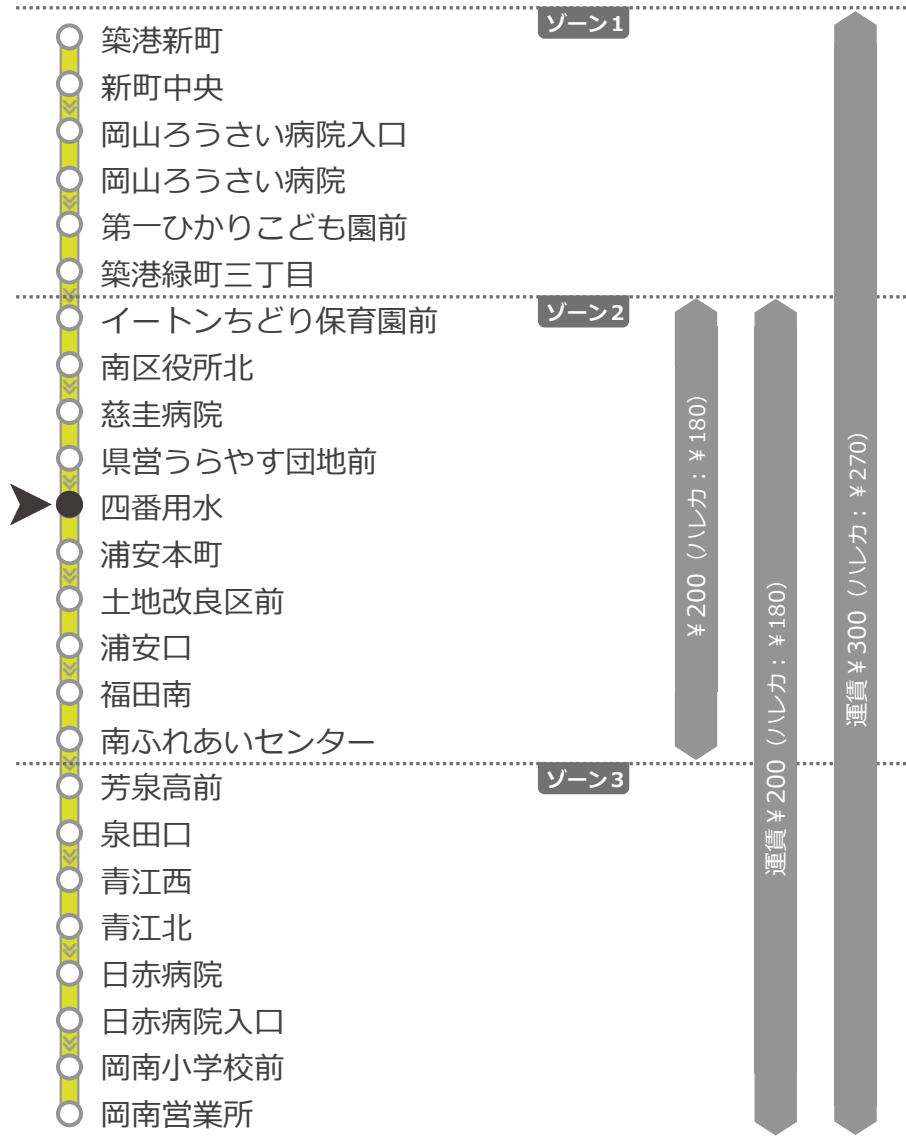 ゾーン1
築港新町
新町中央
岡山ろうさい病院入口
岡山ろうさい病院
第一ひかりこども園前
築港緑町三丁目
イートンちどり保育園前
ゾーン2
南区役所北
慈圭病院
県営うらやす団地前
四番用水
浦安本町
土地改良区前
浦安口
福田南
南ふれあいセンター
芳泉高前
ゾーン3
泉田口
青江西
青江北
日赤病院
日赤病院入口
岡南小学校前
岡南営業所
¥200(ハレカ:¥180)
運賃¥200(ハレカ:¥180)
運賃¥300(ハレカ:¥270)